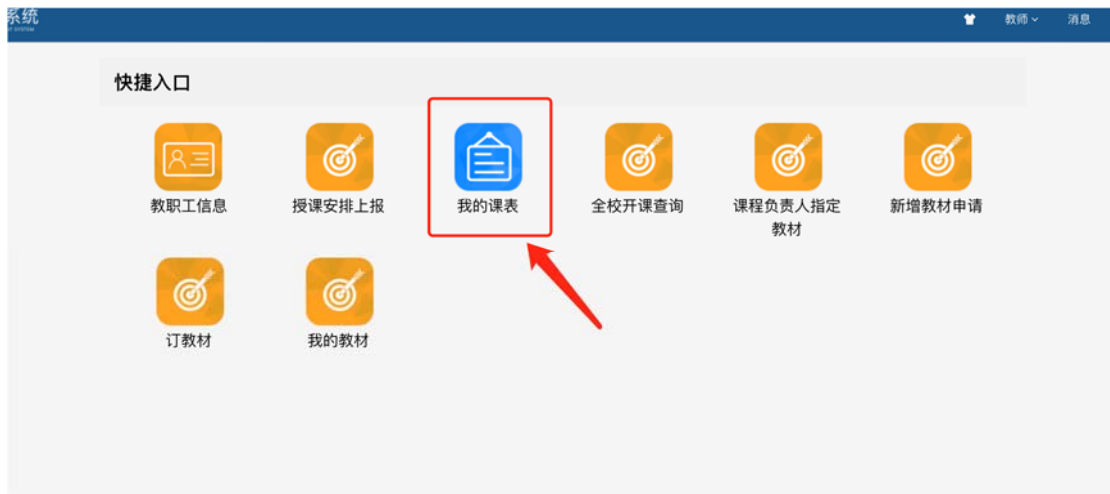 系统
教师
消息
快捷入口
教职工信息
授课安排上报
我的课表
全校开课查询
课程负责人指定
教材
新增教材申请
订教材
我的教材